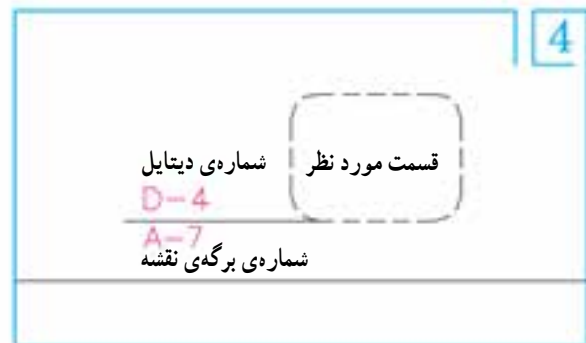 4
قسمت مورد نظر
شماره‌ی دیتایل
D-4
A-7
شماره‌ی برگه‌ی نقشه